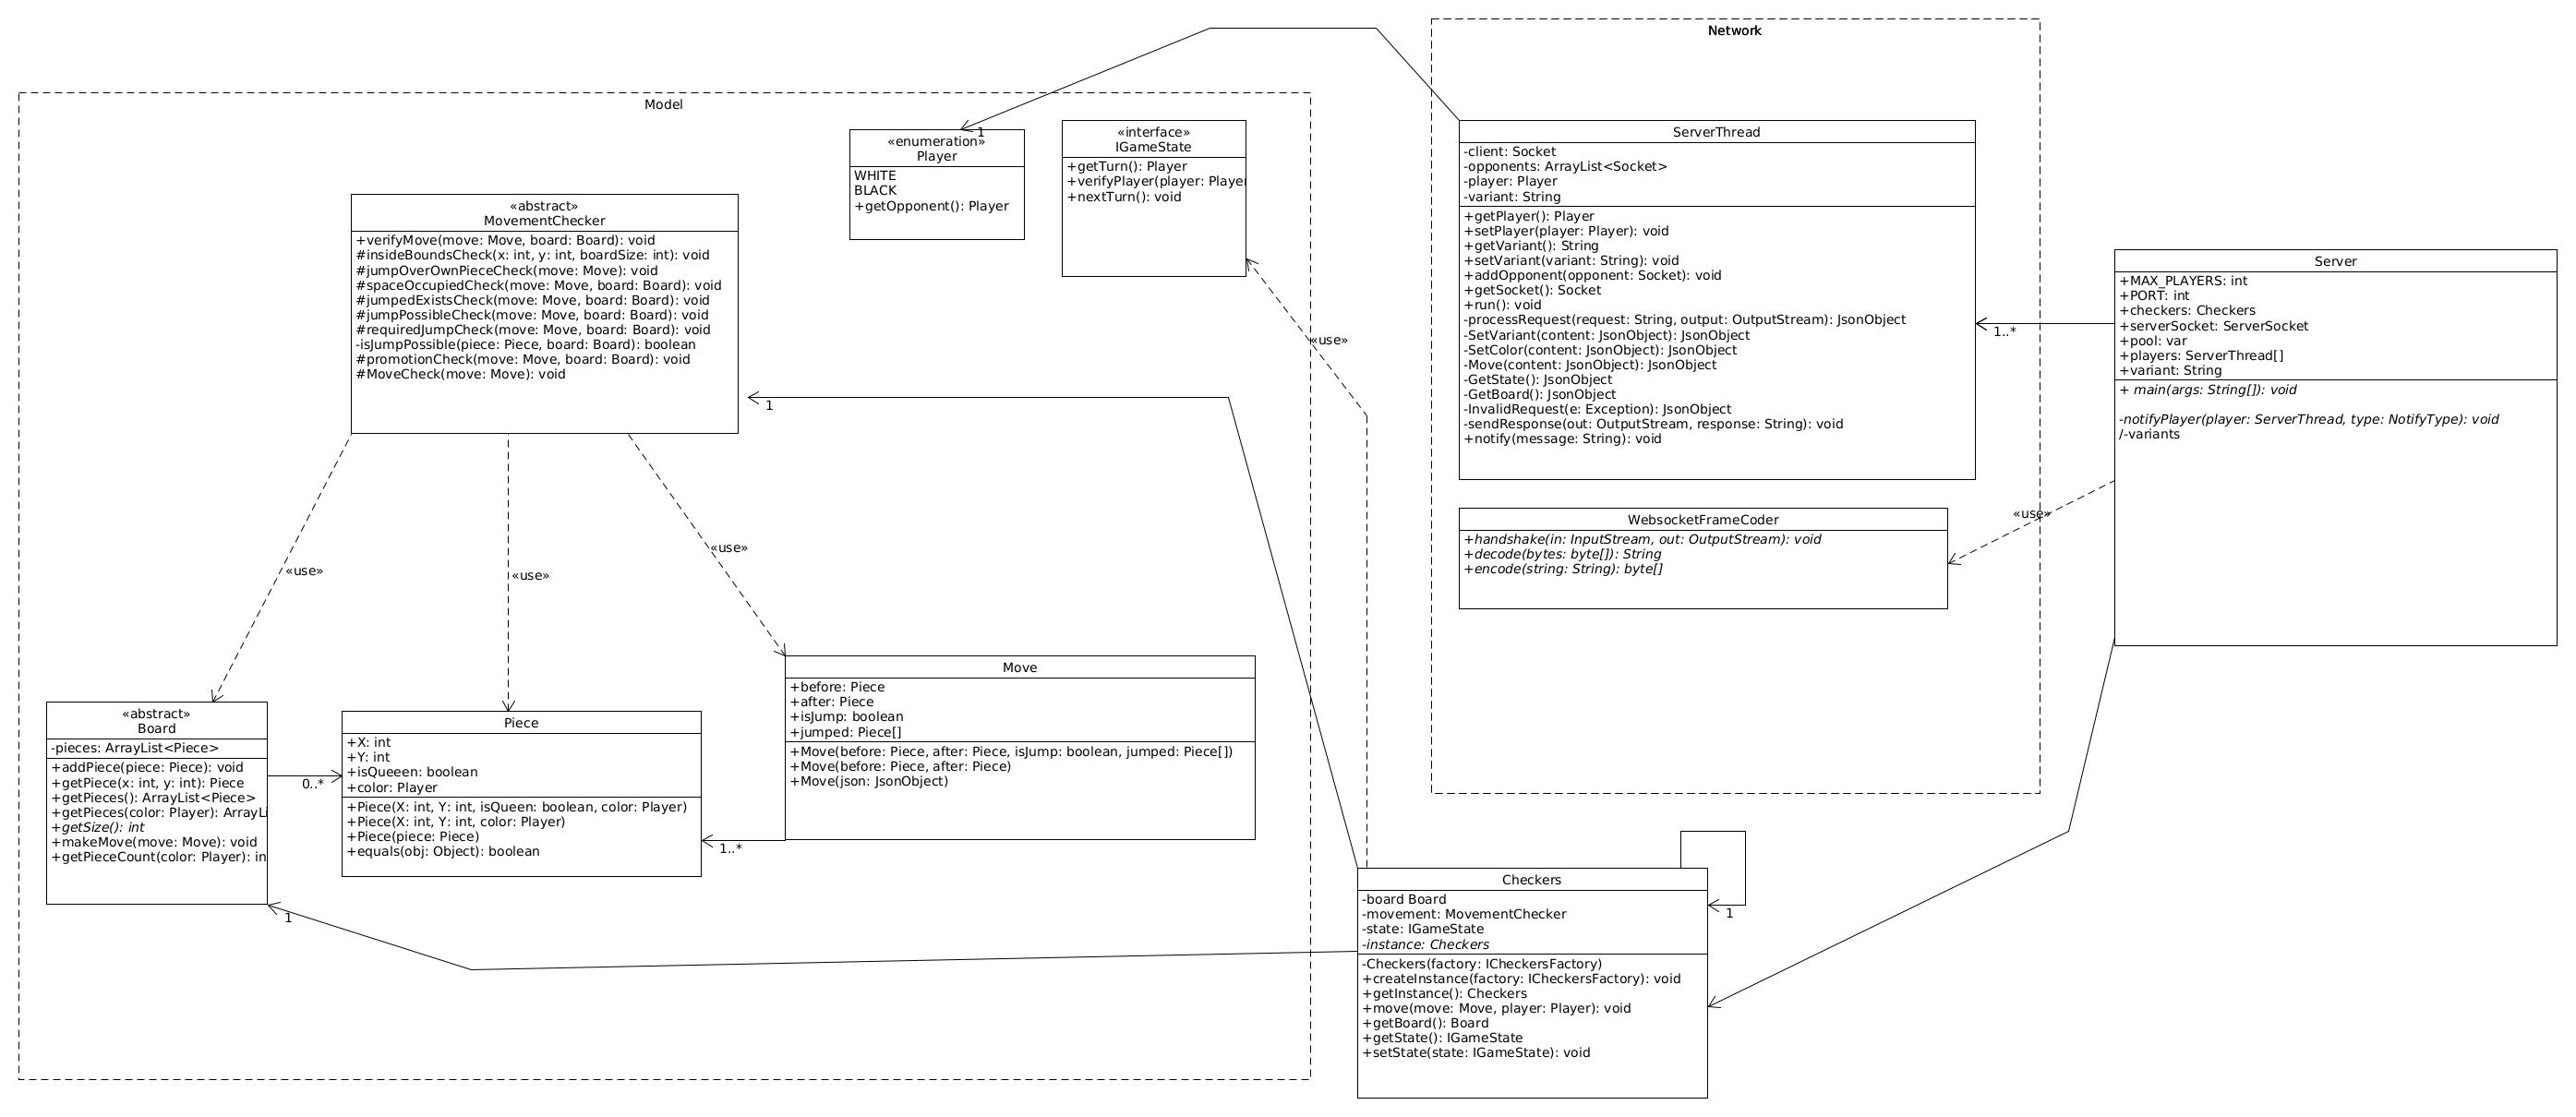 Network
Model
«enumeration»
Player
WHITE
BLACK
+getOpponent(): Player
1
«interface»
IGameState
+getTurn(): Player
+verifyPlayer(player: Player
+nextTurn(): void
«abstract»
MovementChecker
+verifyMove(move: Move, board: Board): void
#insideBoundsCheck(x: int, y: int, boardSize: int): void
#jumpOverOwnPieceCheck(move: Move): void
#spaceOccupiedCheck(move: Move, board: Board): void
#jumpedExistsCheck(move: Move, board: Board): void
#jumpPossibleCheck(move: Move, board: Board): void
#requiredJumpCheck(move: Move, board: Board): void
-isJumpPossible(piece: Piece, board: Board): boolean
#promotionCheck(move: Move, board: Board): void
#MoveCheck(move: Move): void
1
«use»
«use»
«use»
«use»
ServerThread
-client: Socket
-opponents: ArrayList<Socket>
-player: Player
-variant: String
+getPlayer(): Player
+setPlayer(player: Player): void
+getVariant(): String
+setVariant(variant: String): void
+addOpponent(opponent: Socket): void
+getSocket(): Socket
+run(): void
-processRequest(request: String, output: OutputStream): JsonObject
-SetVariant(content: JsonObject): JsonObject
-SetColor(content: JsonObject): JsonObject
-Move(content: JsonObject): JsonObject
-GetState(): JsonObject
-GetBoard(): JsonObject
-InvalidRequest(e: Exception): JsonObject
-sendResponse(out: OutputStream, response: String): void
+notify(message: String): void
1..*
Server
+MAX_PLAYERS: int
+PORT: int
+checkers: Checkers
+serverSocket: ServerSocket
+pool: var
+players: ServerThread[]
+variant: String
+ main(args: String[]): void
-notifyPlayer(player: ServerThread, type: NotifyType): void
/-variants
«use»
WebsocketFrameCoder
+handshake(in: InputStream, out: OutputStream): void
+decode(bytes: byte[]): String
+encode(string: String): byte[]
«abstract»
Board
-pieces: ArrayList<Piece>
+addPiece(piece: Piece): void
+getPiece(x: int, y: int): Piece
+getPieces(): ArrayList<Piece>
+getPieces(color: Player): ArrayLi
+getSize(): int
+makeMove(move: Move): void
+getPieceCount(color: Player): in
0..*
1
Piece
+X: int
+Y: int
+isQueeen: boolean
+color: Player
+Piece(X: int, Y: int, isQueen: boolean, color: Player)
+Piece(X: int, Y: int, color: Player)
+Piece(piece: Piece)
+equals(obj: Object): boolean
1..*
Move
+before: Piece
+after: Piece
+isJump: boolean
+jumped: Piece[]
+Move(before: Piece, after: Piece, isJump: boolean, jumped: Piece[])
+Move(before: Piece, after: Piece)
+Move(json: JsonObject)
Checkers
-board Board
-movement: MovementChecker
-state: IGameState
-instance: Checkers
-Checkers(factory: ICheckersFactory)
+createInstance(factory: ICheckersFactory): void
+getInstance(): Checkers
+move(move: Move, player: Player): void
+getBoard(): Board
+getState(): IGameState
+setState(state: IGameState): void
1